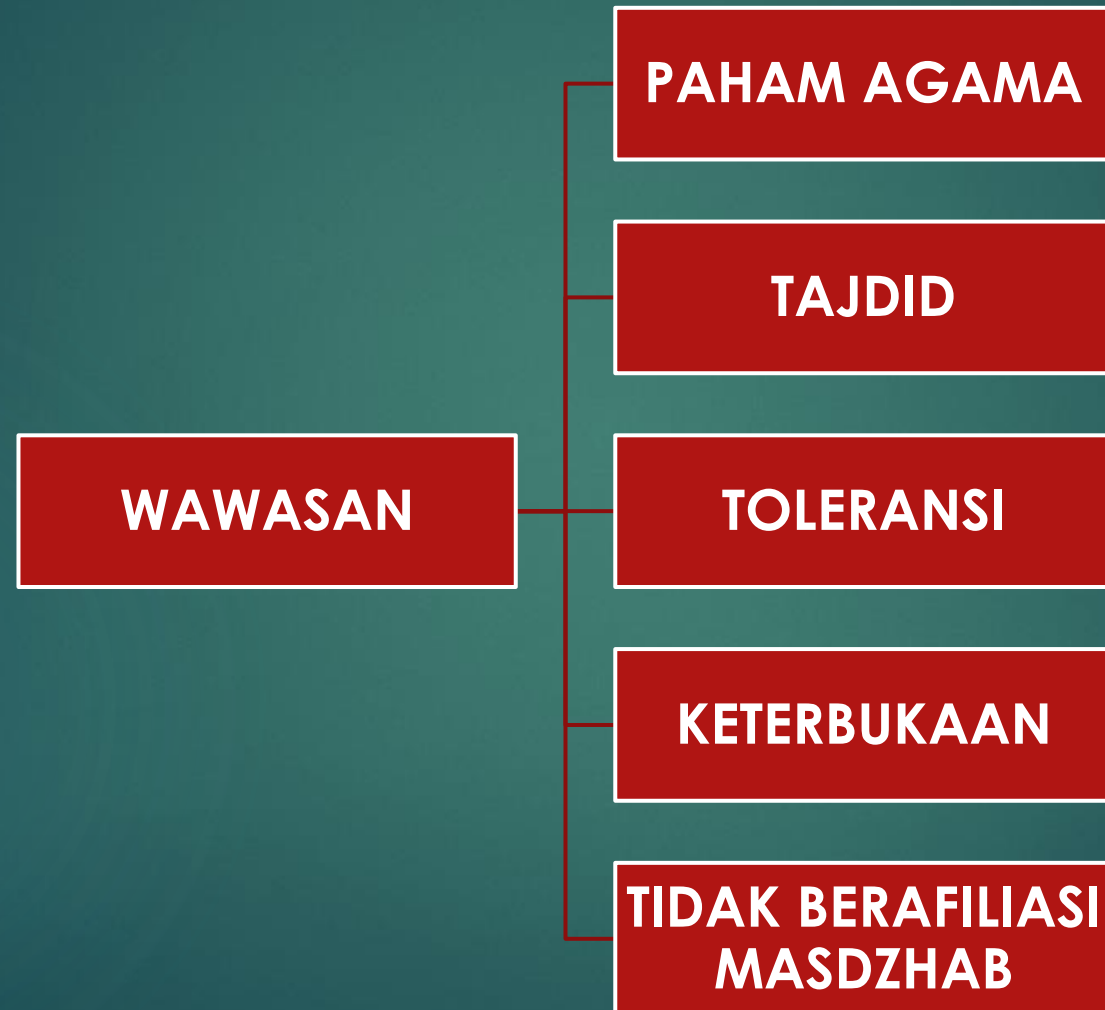 PAHAM AGAMA
TAJDID
WAWASAN
TOLERANSI
KETERBUKAAN
TIDAK BERAFILIASI
MASDZHAB